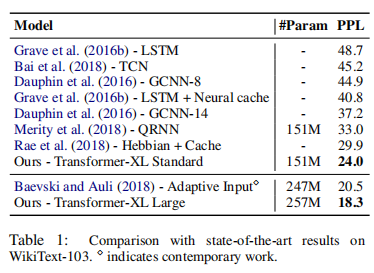 Model #Param PPL
Grave et al. (2016b) - LSTM - 48.7
Bai et al. (2018) - TCN - 45.2
Dauphin et al. (2016) - GCNN-8 - 44.9
Grave et al. (2016b) - LSTM + Neural cache - 40.8
Dauphin et al. (2016) - GCNN-14 - 37.2
Merity et al. (2018) - QRNN 151M 33.0
Rae et al. (2018) - Hebbian + Cache - 29.9
Ours - Transformer-XL Standard 151M 24.0
Baevski and Auli (2018) - Adaptive Input⋄ 247M 20.5
Ours - Transformer-XL Large 257M 18.3
Table 1: Comparison with state-of-the-art results on
WikiText-103. ⋄ indicates contemporary work.